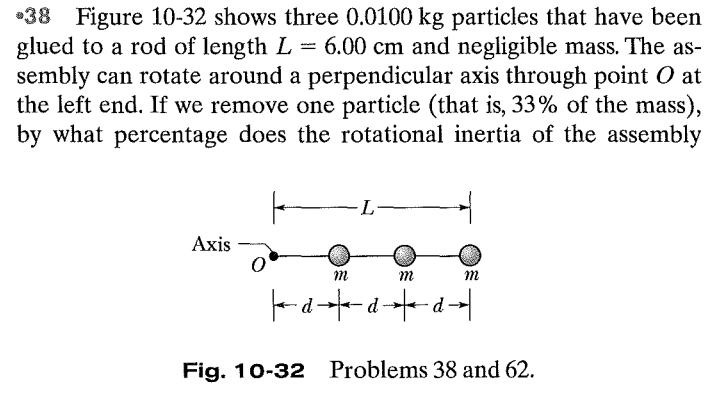 •38 Figure 10-32 shows three 0.0100 kg particles that have been
glued to a rod of length L = 6.00 cm and negligible mass. The as-
sembly can rotate around a perpendicular axis through point O at
the left end. If we remove one particle (that is, 33% of the mass),
by what percentage does the rotational inertia of the assembly
L
Axis
O
m m m
d d d
Fig. 10-32 Problems 38 and 62.